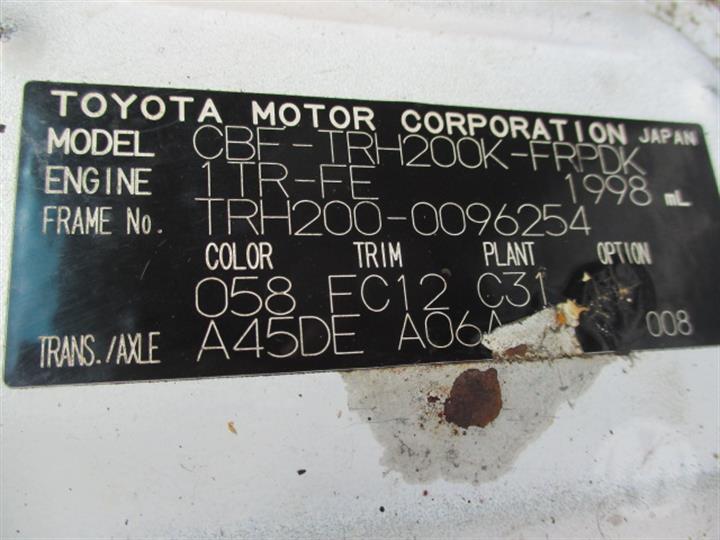 TOYOTA MOTOR CORPORATION JAPAN
MODEL CBF-TRH200K-FRPDK
ENGINE 1TR-FE 1998 mL
FRAME No. TRH200-0096254
COLOR TRIM PLANT OPTION
058 FC12 C31
TRANS./AXLE A45DE A06A 008